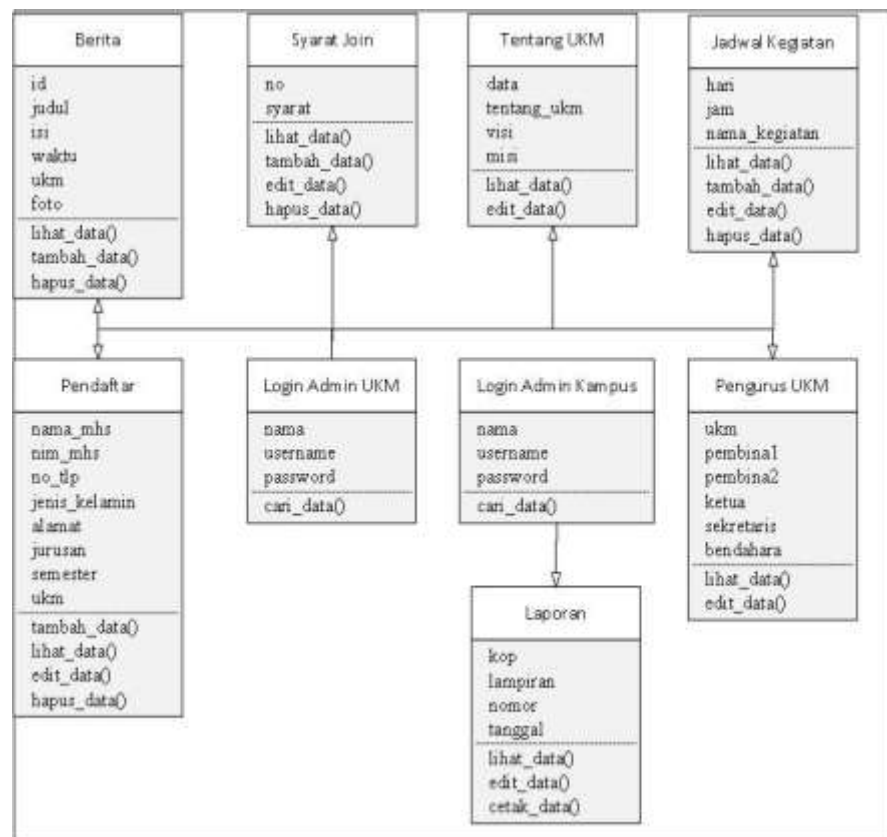 Berita
id
judul
isi
waktu
ukm
foto
lihat_data()
tambah_data()
hapus_data()
Syarat Join
no
syarat
lihat_data()
tambah_data()
edit_data()
hapus_data()
Tentang UKM
data
tentang_ukm
visi
misi
lihat_data()
edit_data()
Jadwal Kegiatan
hari
jam
nama_kegiatan
lihat_data()
tambah_data()
edit_data()
hapus_data()
Pendaftar
nama_mhs
nim_mhs
no_tlp
jenis_kelamin
alamat
jurusan
semester
ukm
tambah_data()
lihat_data()
edit_data()
hapus_data()
Login Admin UKM
nama
username
password
cari_data()
Login Admin Kampus
nama
username
password
cari_data()
Pengurus UKM
ukm
pembina1
pembina2
ketua
sekretaris
bendahara
lihat_data()
edit_data()
Laporan
kop
lampiran
nomor
tanggal
lihat_data()
edit_data()
cetak_data()